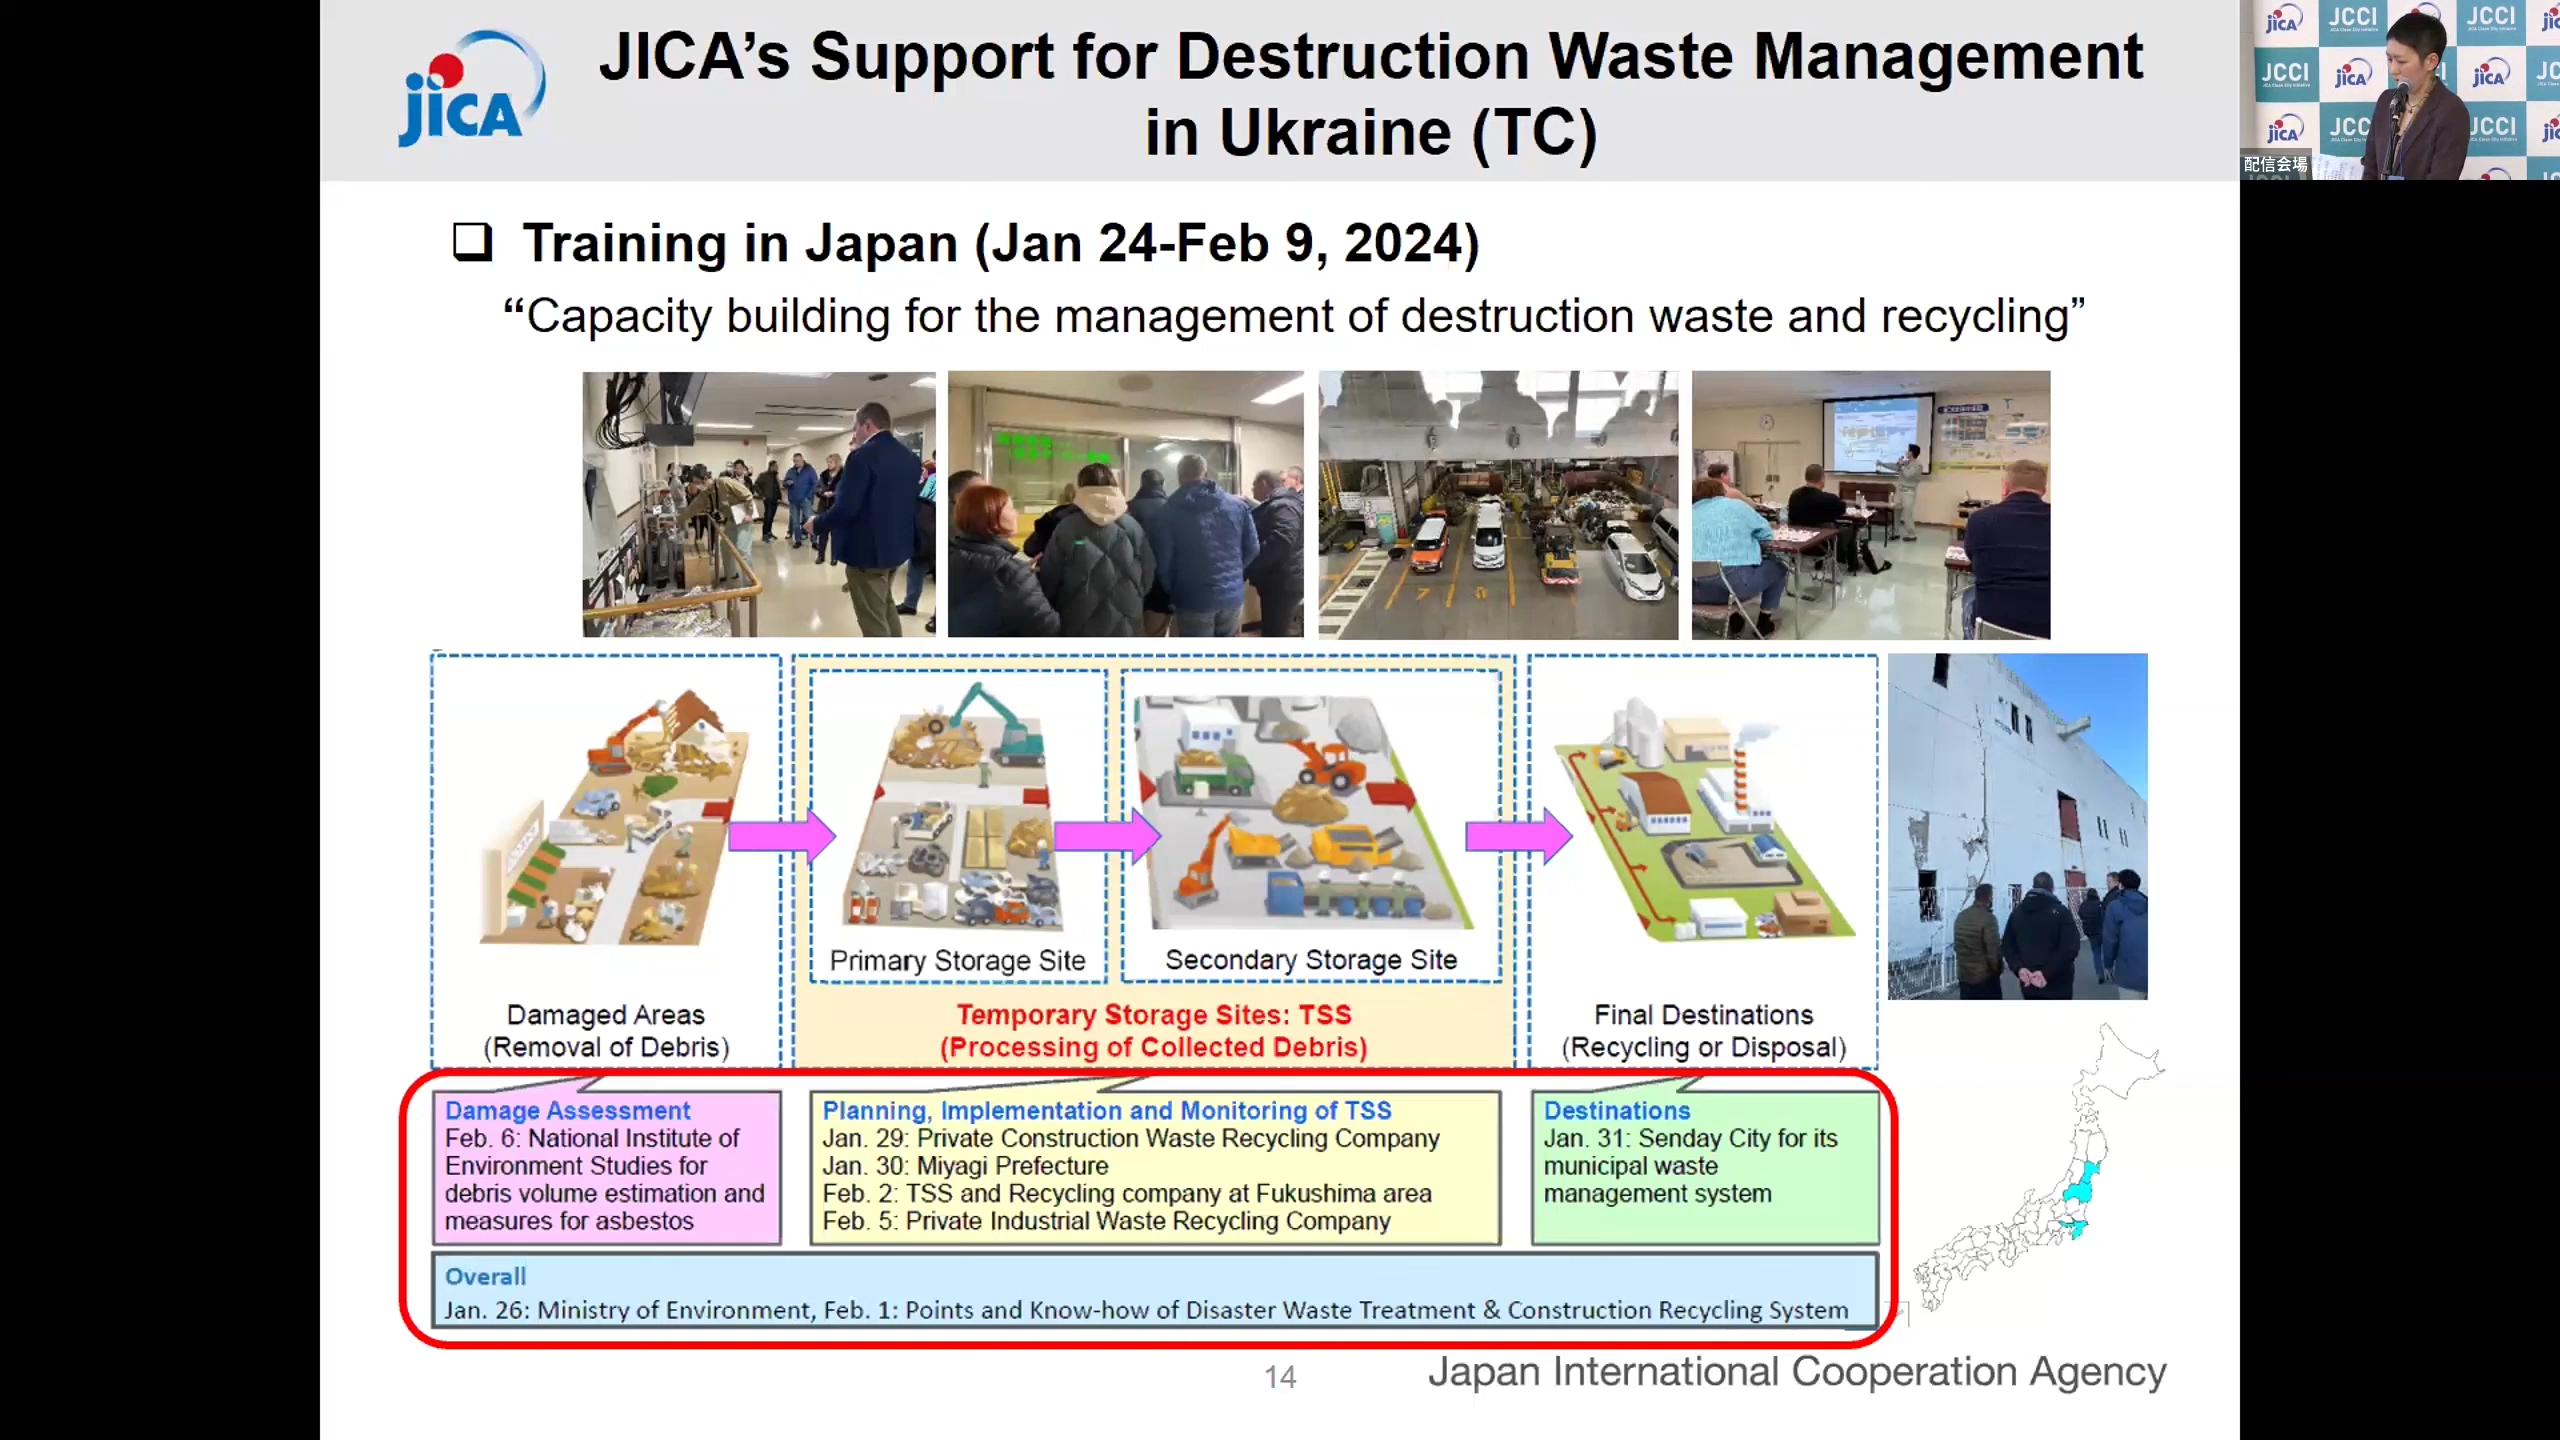 jica
JICA's Support for Destruction Waste Management
in Ukraine (TC)
JCCI
JCCI
JCCI
jica
jica
jica
JCCI
配信会場
Training in Japan (Jan 24-Feb 9, 2024)
“Capacity building for the management of destruction waste and recycling”
Primary Storage Site
Secondary Storage Site
Damaged Areas
(Removal of Debris)
Temporary Storage Sites: TSS
(Processing of Collected Debris)
Final Destinations
(Recycling or Disposal)
Damage Assessment
Feb. 6: National Institute of
Environment Studies for
debris volume estimation and
measures for asbestos
Planning, Implementation and Monitoring of TSS
Jan. 29: Private Construction Waste Recycling Company
Jan. 30: Miyagi Prefecture
Feb. 2: TSS and Recycling company at Fukushima area
Feb. 5: Private Industrial Waste Recycling Company
Destinations
Jan. 31: Senday City for its
municipal waste
management system
Overall
Jan. 26: Ministry of Environment, Feb. 1: Points and Know-how of Disaster Waste Treatment & Construction Recycling System
14
Japan International Cooperation Agency